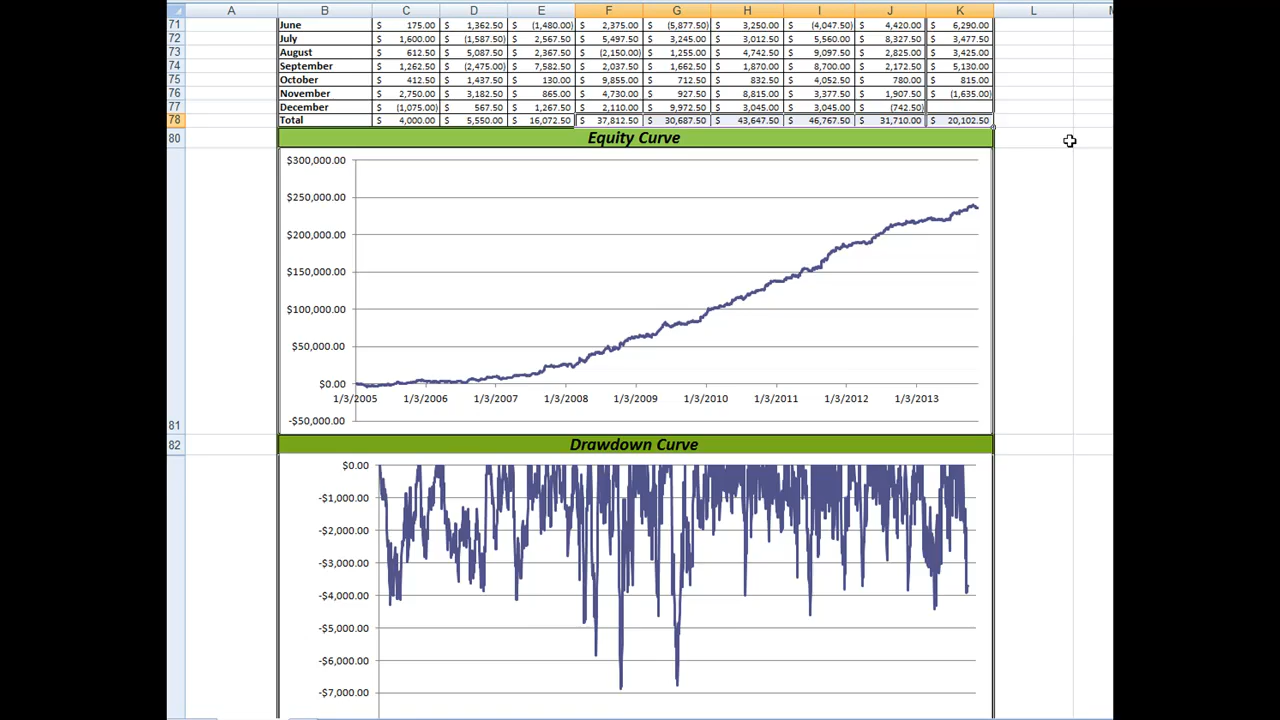 A B C D E F G H I J K L M
71 June $ 175.00 $ 1,362.50 $ (1,480.00) $ 2,375.00 $ (5,877.50) $ 3,250.00 $ (4,047.50) $ 4,420.00 $ 6,290.00
72 July $ 1,600.00 $ (1,587.50) $ 2,567.50 $ 5,497.50 $ 3,245.00 $ 3,012.50 $ 5,560.00 $ 8,327.50 $ 3,477.50
73 August $ 612.50 $ 5,087.50 $ 2,367.50 $ (2,150.00) $ 1,255.00 $ 4,742.50 $ 9,097.50 $ 2,825.00 $ 3,425.00
74 September $ 1,262.50 $ (2,475.00) $ 7,582.50 $ 2,037.50 $ 1,662.50 $ 1,870.00 $ 8,700.00 $ 2,172.50 $ 5,130.00
75 October $ 412.50 $ 1,437.50 $ 130.00 $ 9,855.00 $ 712.50 $ 832.50 $ 4,052.50 $ 780.00 $ 815.00
76 November $ 2,750.00 $ 3,182.50 $ 865.00 $ 4,730.00 $ 927.50 $ 8,815.00 $ 3,377.50 $ 1,907.50 $ (1,635.00)
77 December $ (1,075.00) $ 567.50 $ 1,267.50 $ 2,110.00 $ 9,972.50 $ 3,045.00 $ 3,045.00 $ (742.50)
78 Total $ 4,000.00 $ 5,550.00 $ 16,072.50 $ 37,812.50 $ 30,687.50 $ 43,647.50 $ 46,767.50 $ 31,710.00 $ 20,102.50
80 Equity Curve
$300,000.00
$250,000.00
$200,000.00
$150,000.00
$100,000.00
$50,000.00
$0.00
1/3/2005 1/3/2006 1/3/2007 1/3/2008 1/3/2009 1/3/2010 1/3/2011 1/3/2012 1/3/2013
-$50,000.00
81
82 Drawdown Curve
$0.00
-$1,000.00
-$2,000.00
-$3,000.00
-$4,000.00
-$5,000.00
-$6,000.00
-$7,000.00